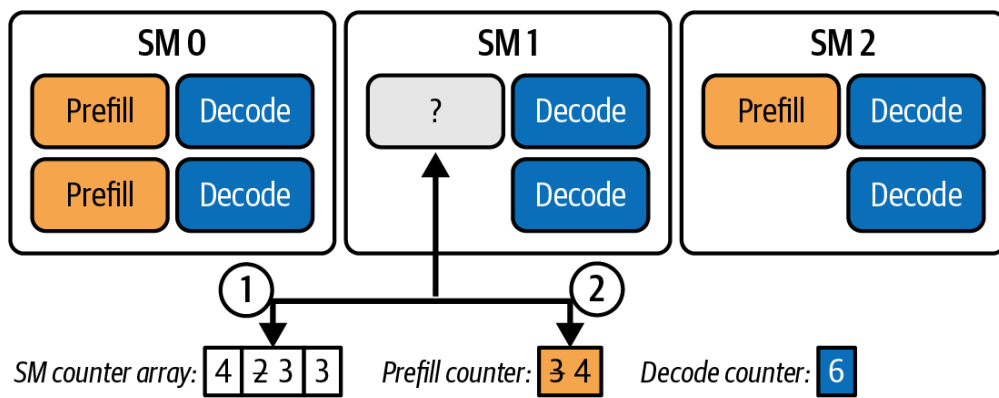 SM 0 SM 1 SM 2
Prefill Decode ? Decode Prefill Decode
Prefill Decode Decode Decode
1 2
SM counter array: 4 2 3 3 Prefill counter: 3 4 Decode counter: 6